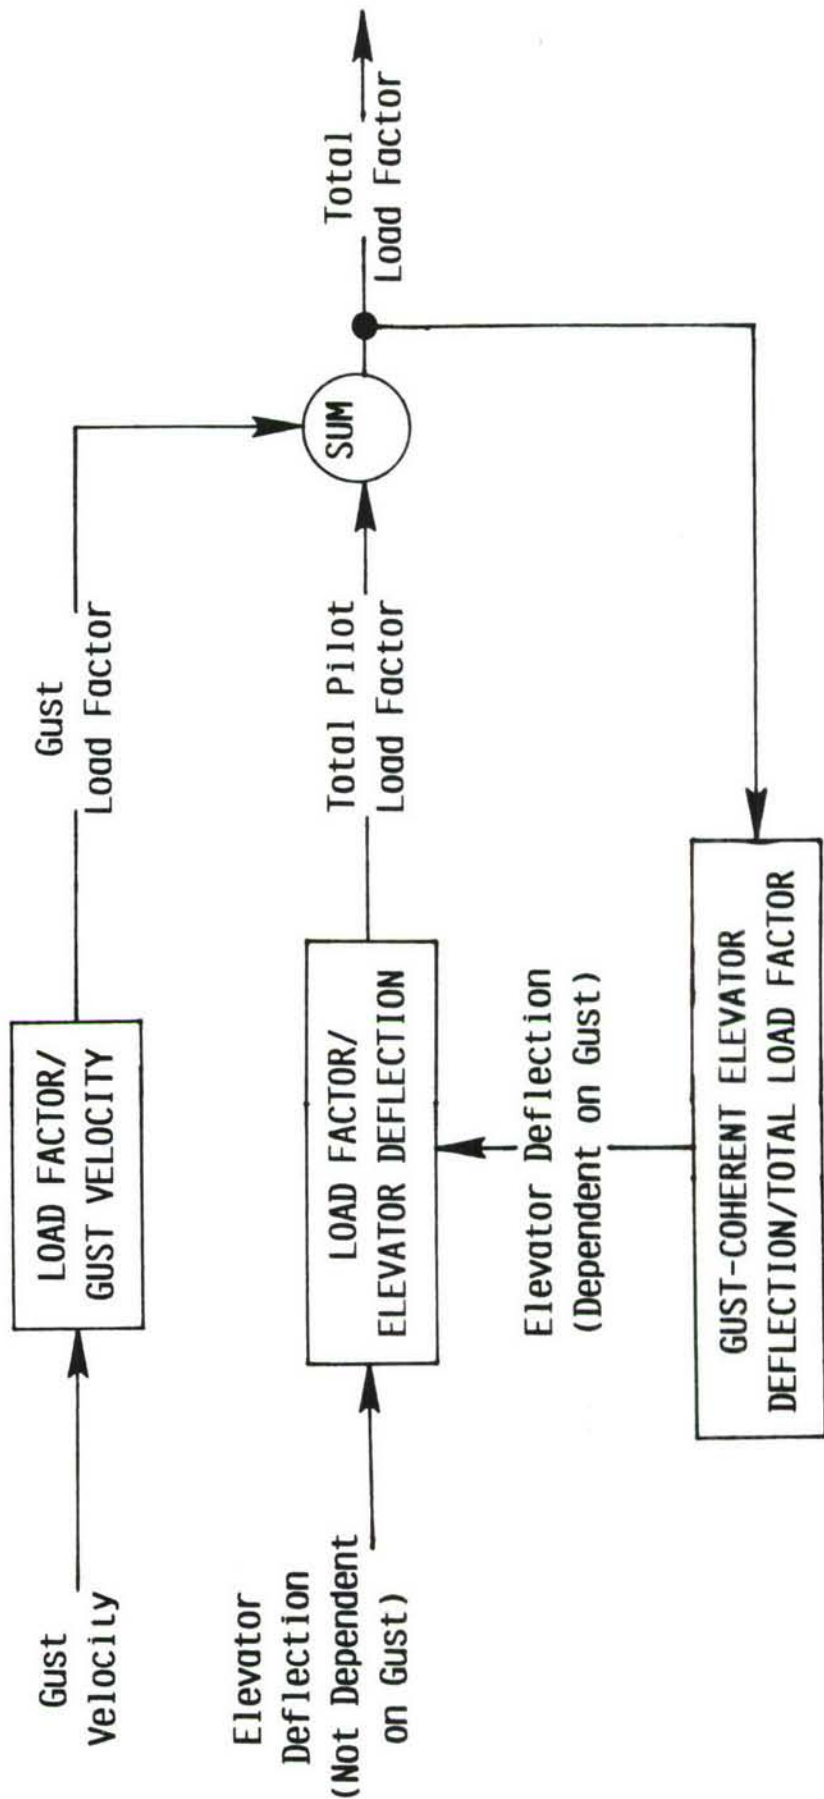 Gust
Velocity
LOAD FACTOR/
GUST VELOCITY
Gust
Load Factor
Elevator
Deflection
(Not Dependent
on Gust)
LOAD FACTOR/
ELEVATOR DEFLECTION
Total Pilot
Load Factor
SUM
Total
Load Factor
Elevator Deflection
(Dependent on Gust)
GUST-COHERENT ELEVATOR
DEFLECTION/TOTAL LOAD FACTOR